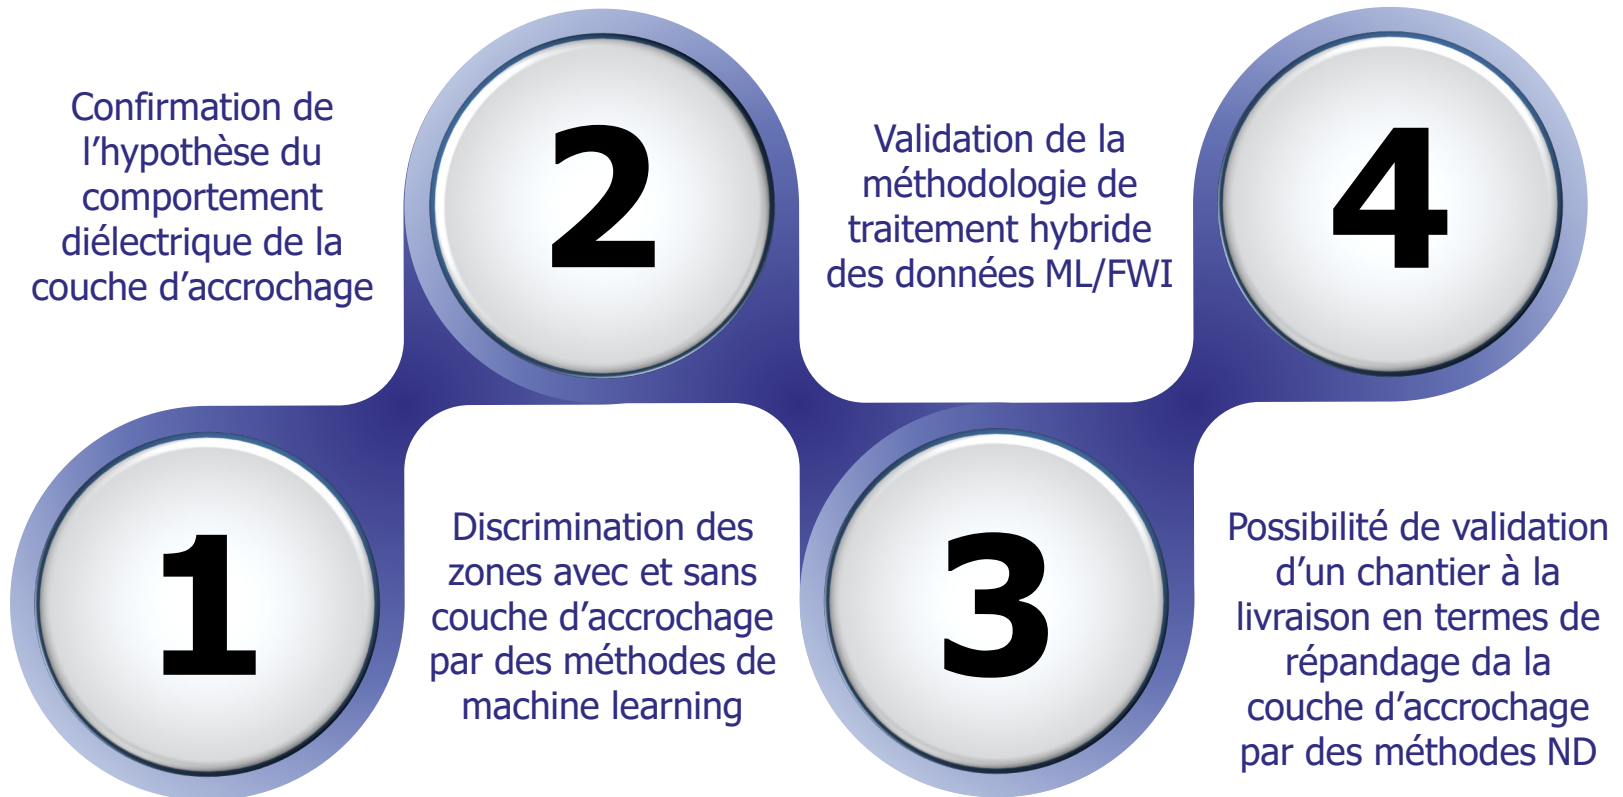 1
Confirmation de
l’hypothèse du
comportement
diélectrique de la
couche d’accrochage
2
Discrimination des
zones avec et sans
couche d’accrochage
par des méthodes de
machine learning
3
Validation de la
méthodologie de
traitement hybride
des données ML/FWI
4
Possibilité de validation
d’un chantier à la
livraison en termes de
répandage da la
couche d’accrochage
par des méthodes ND